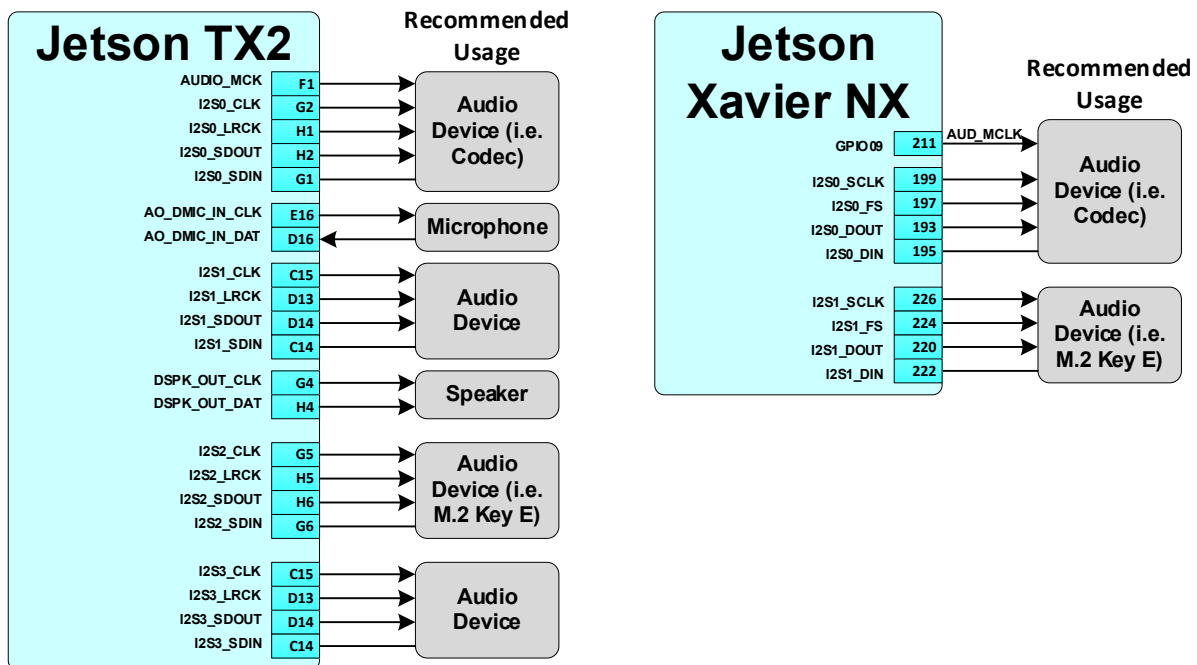 Jetson TX2
Recommended
Usage
AUDIO_MCK F1
I2S0_CLK G2
I2S0_LRCK H1
I2S0_SDOUT H2
I2S0_SDIN G1
Audio
Device (i.e.
Codec)
AO_DMIC_IN_CLK E16
AO_DMIC_IN_DAT D16
Microphone
I2S1_CLK C15
I2S1_LRCK D13
I2S1_SDOUT D14
I2S1_SDIN C14
Audio
Device
DSPK_OUT_CLK G4
DSPK_OUT_DAT H4
Speaker
I2S2_CLK G5
I2S2_LRCK H5
I2S2_SDOUT H6
I2S2_SDIN G6
Audio
Device (i.e.
M.2 Key E)
I2S3_CLK C15
I2S3_LRCK D13
I2S3_SDOUT D14
I2S3_SDIN C14
Audio
Device
Jetson
Xavier NX
Recommended
Usage
GPIO09 211 AUD_MCLK
I2S0_SCLK 199
I2S0_FS 197
I2S0_DOUT 193
I2S0_DIN 195
Audio
Device (i.e.
Codec)
I2S1_SCLK 226
I2S1_FS 224
I2S1_DOUT 220
I2S1_DIN 222
Audio
Device (i.e.
M.2 Key E)